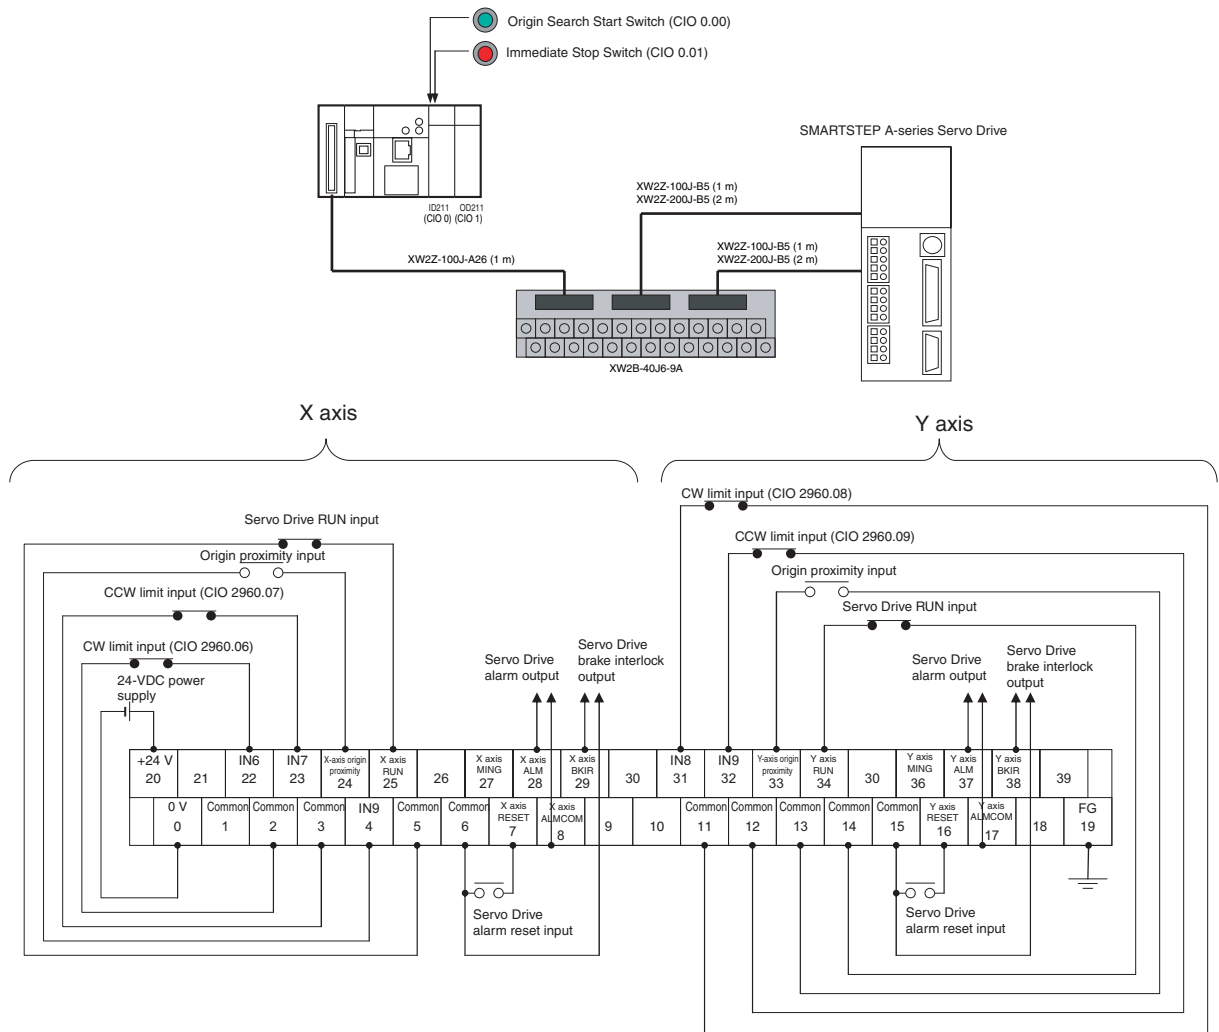 Origin Search Start Switch (CIO 0.00)
Immediate Stop Switch (CIO 0.01)
SMARTSTEP A-series Servo Drive
XW2Z-100J-B5 (1 m)
XW2Z-200J-B5 (2 m)
ID211 OD211
(CIO 0) (CIO 1)
XW2Z-100J-B5 (1 m)
XW2Z-200J-B5 (2 m)
XW2Z-100J-A26 (1 m)
XW2B-40J6-9A
X axis
Y axis
CW limit input (CIO 2960.08)
Servo Drive RUN input
CCW limit input (CIO 2960.09)
Origin proximity input
Origin proximity input
CCW limit input (CIO 2960.07)
Servo Drive RUN input
CW limit input (CIO 2960.06)
24-VDC power
supply
Servo Drive
alarm output
Servo Drive
brake interlock
output
Servo Drive
alarm output
Servo Drive
brake interlock
output
+24 V
20
21
IN6
22
IN7
23
X-axis origin
proximity
24
X axis
RUN
25
26
X axis
MING
27
X axis
ALM
28
X axis
BKIR
29
30
IN8
31
IN9
32
Y-axis origin
proximity
33
Y axis
RUN
34
30
Y axis
MING
36
Y axis
ALM
37
Y axis
BKIR
38
39
0 V
0
Common
1
Common
2
Common
3
IN9
4
Common
5
Common
6
X axis
RESET
7
X axis
ALMCOM
8
9
10
Common
11
Common
12
Common
13
Common
14
Common
15
Y axis
RESET
16
Y axis
ALMCOM
17
18
FG
19
Servo Drive
alarm reset input
Servo Drive
alarm reset input